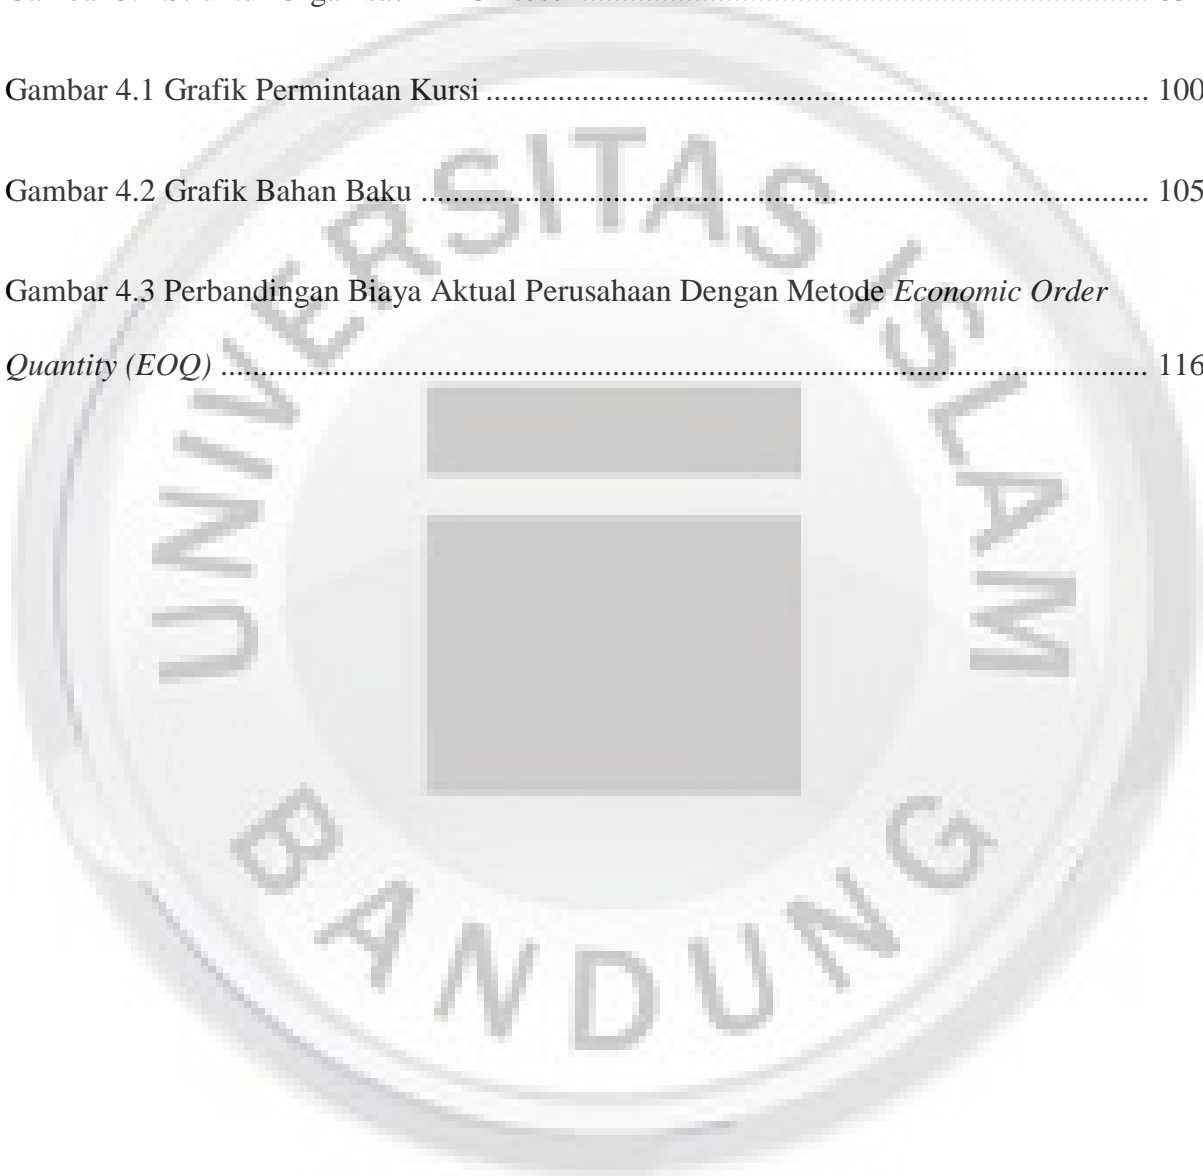 Gambar 4.1 Grafik Permintaan Kursi .................................................................................... 100
Gambar 4.2 Grafik Bahan Baku ............................................................................................ 105
Gambar 4.3 Perbandingan Biaya Aktual Perusahaan Dengan Metode Economic Order
Quantity (EOQ) ..................................................................................................................... 116
UNIVERSITAS ISLAM
BANDUNG